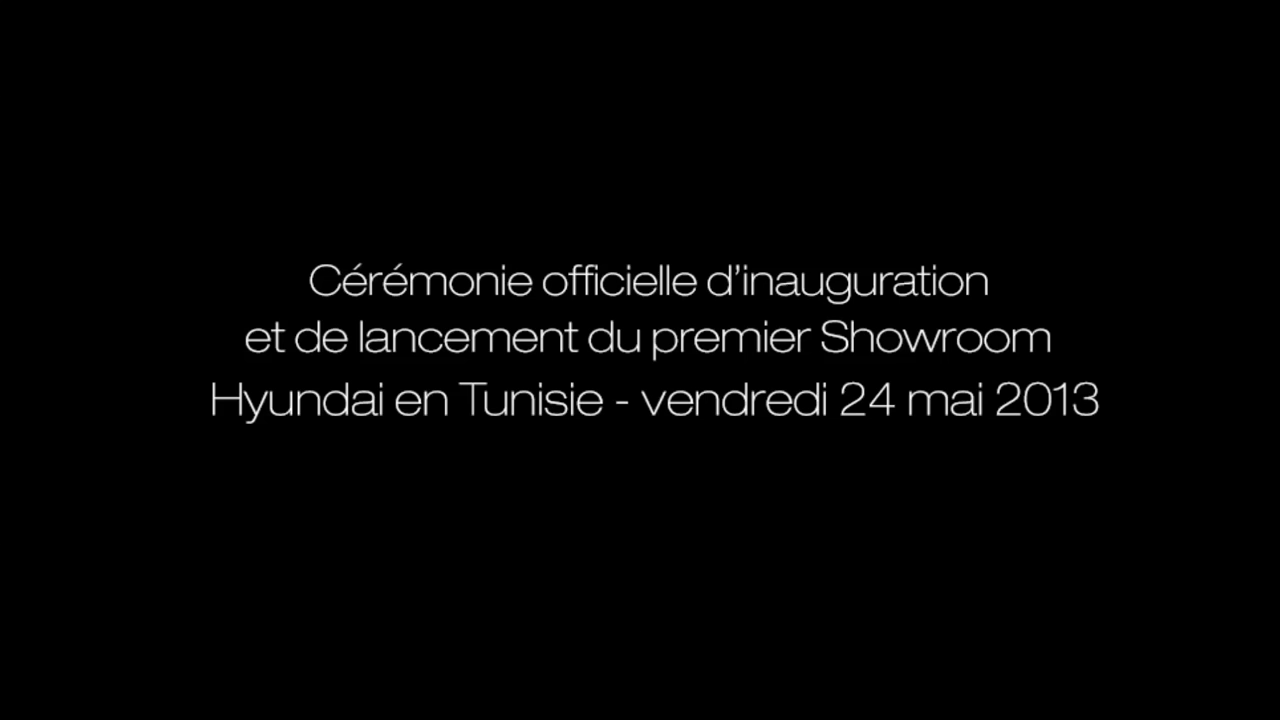 Cérémonie officielle d’inauguration
et de lancement du premier Showroom
Hyundai en Tunisie - vendredi 24 mai 2013